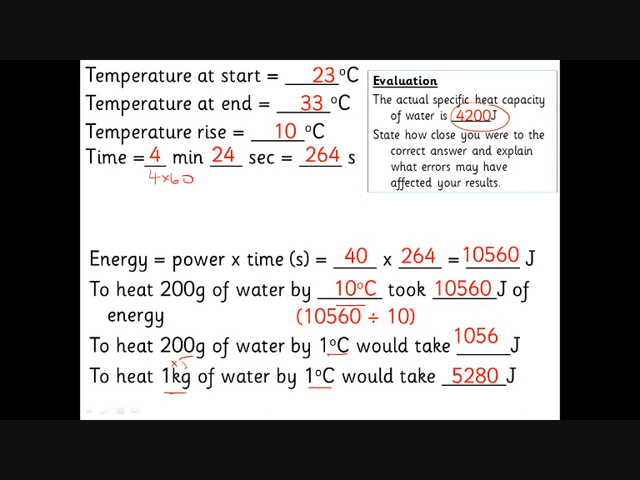 Temperature at start = 23 °C
Temperature at end = 33 °C
Temperature rise = 10 °C
Time = 4 min 24 sec = 264 s
4×60
Evaluation
The actual specific heat capacity
of water is 4200J
State how close you were to the
correct answer and explain
what errors may have
affected your results.
Energy = power x time (s) = 40 x 264 = 10560 J
To heat 200g of water by 10°C took 10560 J of
energy
(10560 ÷ 10)
To heat 200g of water by 1°C would take 1056 J
×5
To heat 1kg of water by 1°C would take 5280 J